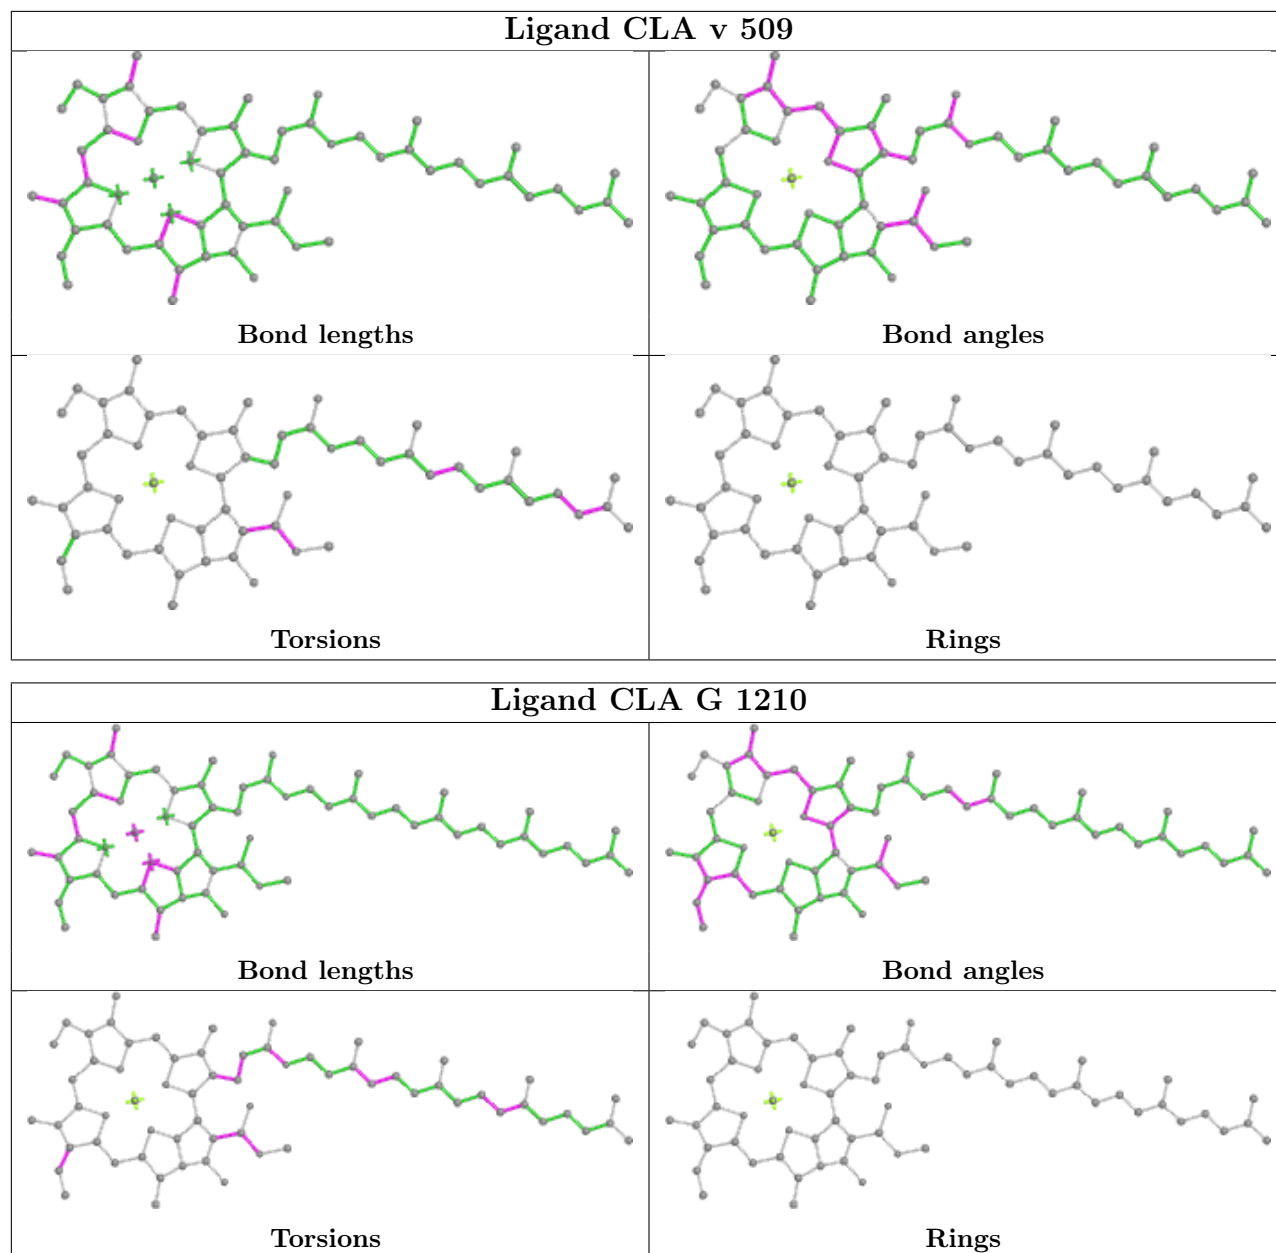 Ligand CLA v 509
Bond lengths
Bond angles
Torsions
Rings
Ligand CLA G 1210
Bond lengths
Bond angles
Torsions
Rings